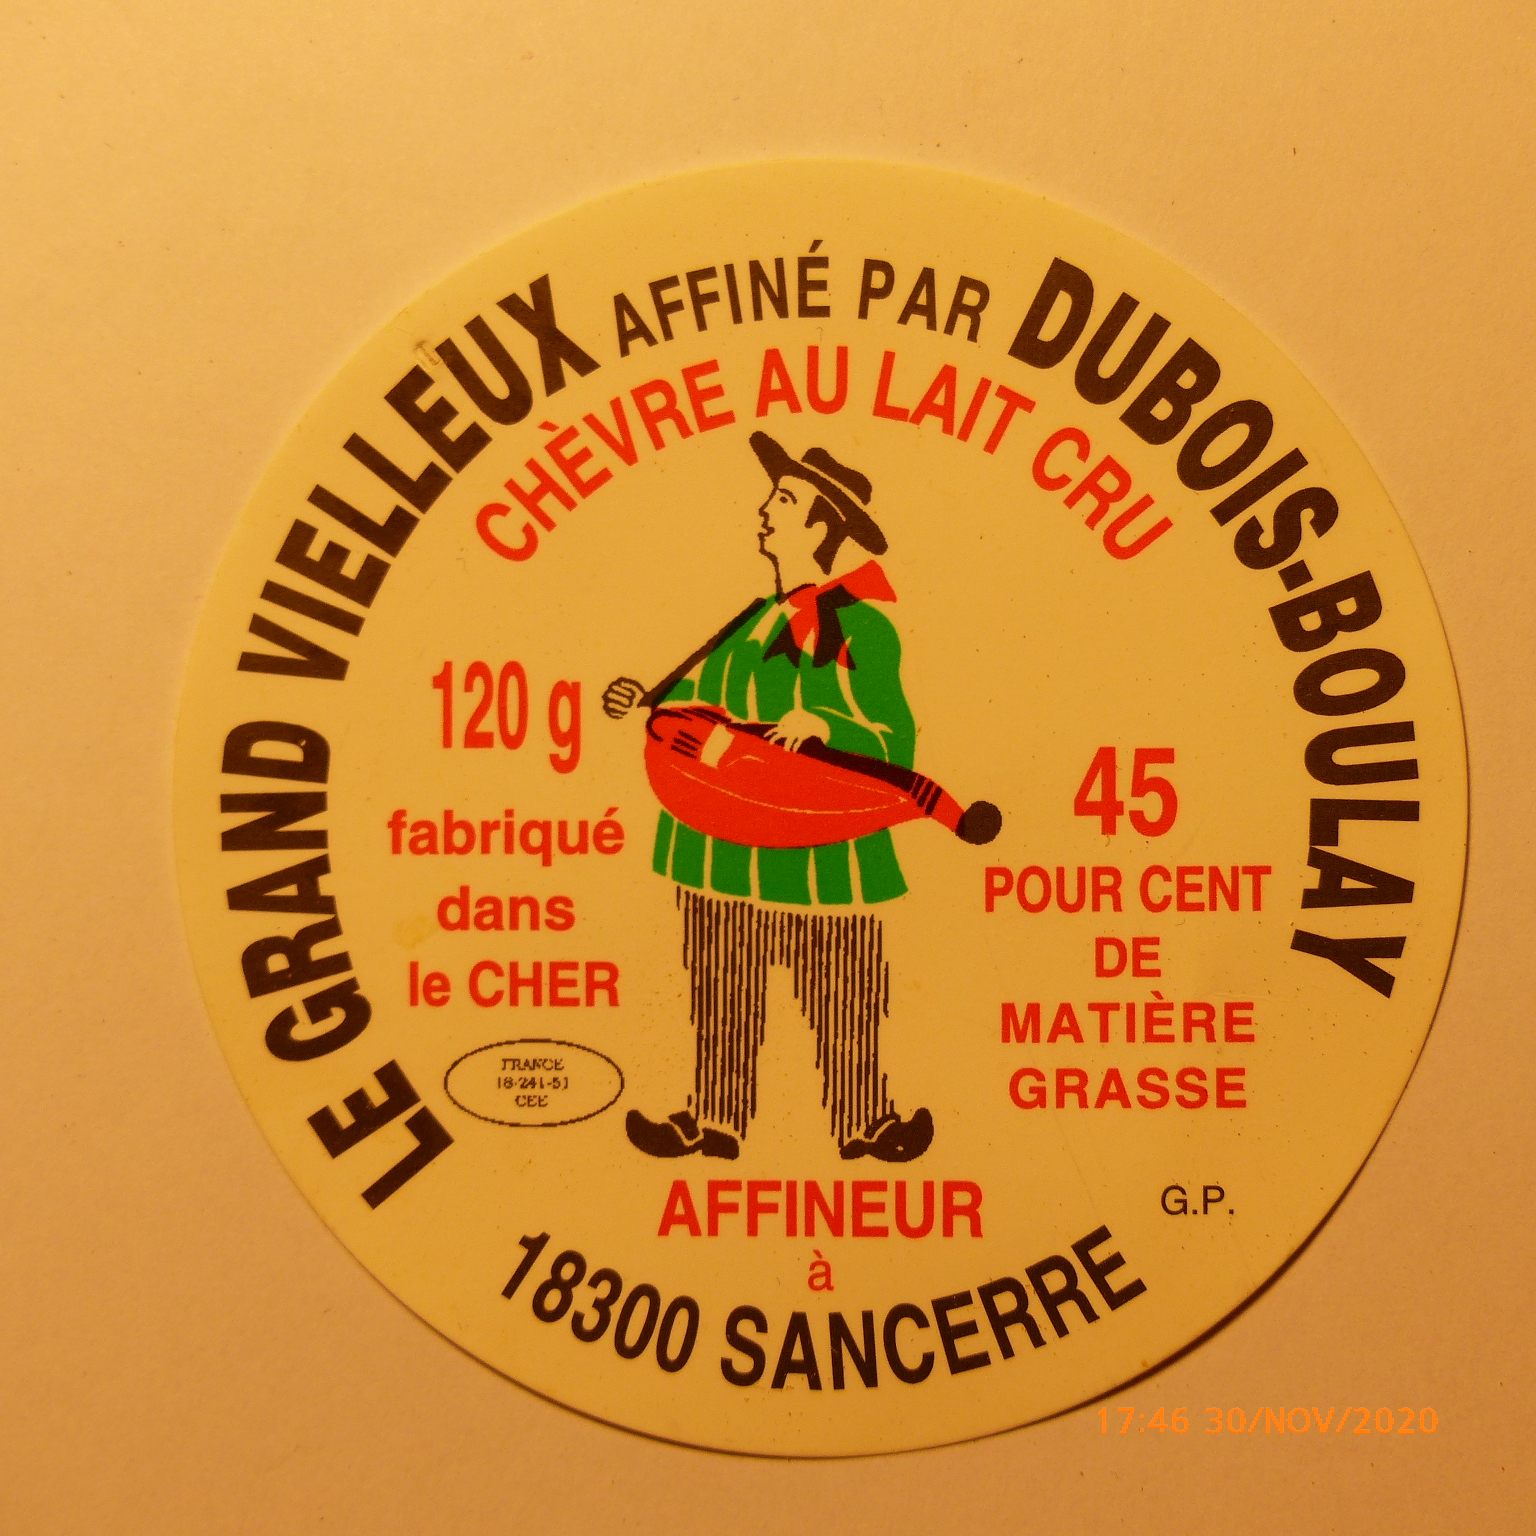 LE GRAND VIELLEUX AFFINÉ PAR DUBOIS-BOULAY
CHÈVRE AU LAIT CRU
120 g
fabriqué
dans
le CHER
FRANCE
18-241-51
CEE
45
POUR CENT
DE
MATIÈRE
GRASSE
G.P.
AFFINEUR
à
18300 SANCERRE
17:46 30/NOV/2020